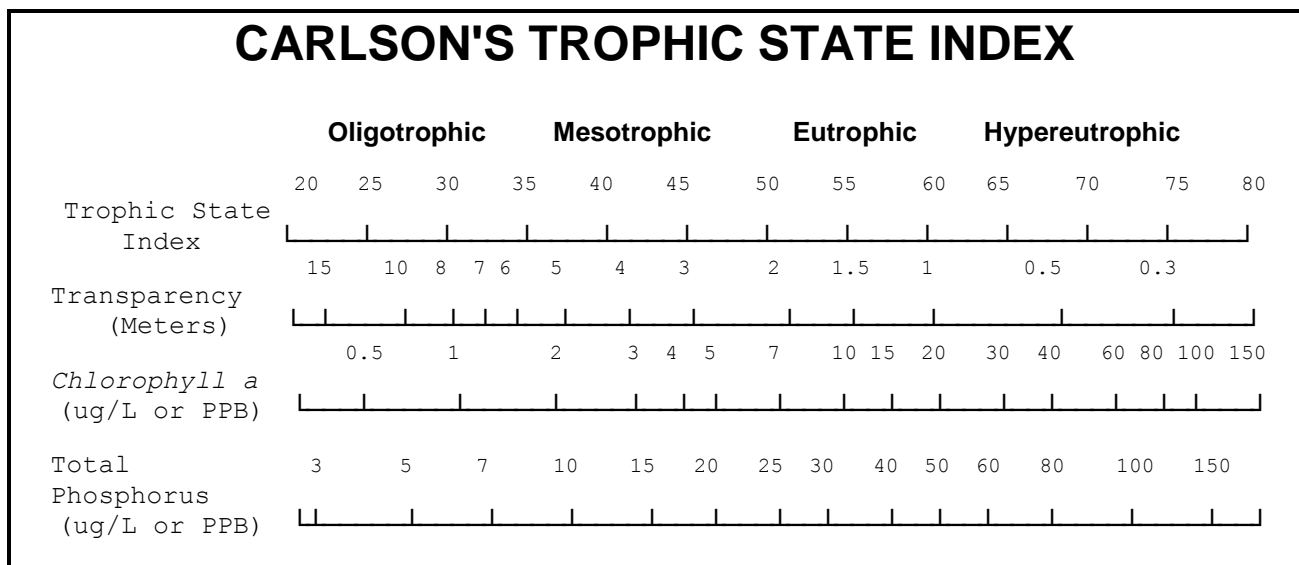 CARLSON'S TROPHIC STATE INDEX
Oligotrophic Mesotrophic Eutrophic Hypereutrophic
20 25 30 35 40 45 50 55 60 65 70 75 80
Trophic State
Index
15 10 8 7 6 5 4 3 2 1.5 1 0.5 0.3
Transparency
(Meters)
0.5 1 2 3 4 5 7 10 15 20 30 40 60 80 100 150
Chlorophyll a
(ug/L or PPB)
Total 3 5 7 10 15 20 25 30 40 50 60 80 100 150
Phosphorus
(ug/L or PPB)